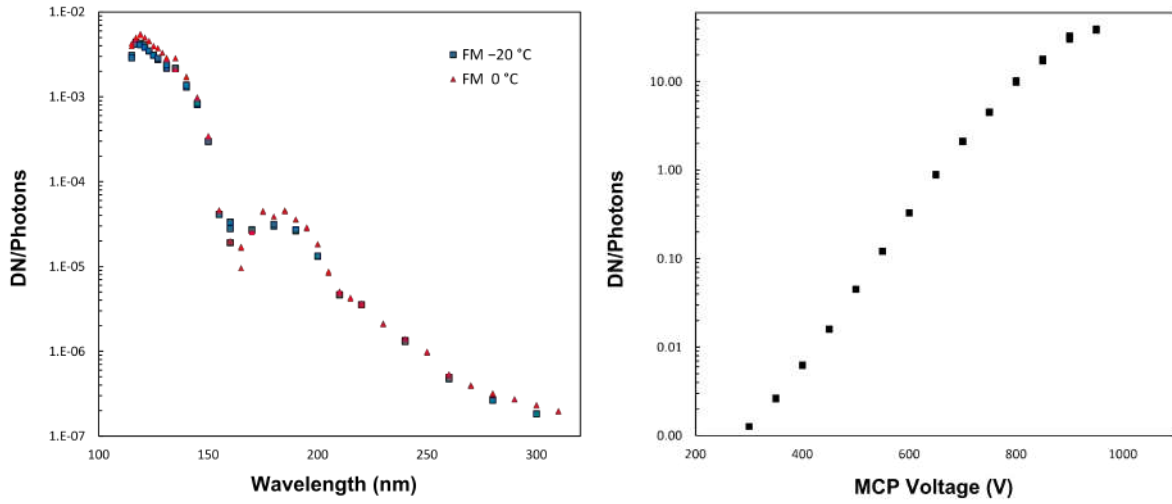 1.E-02
1.E-03
1.E-04
1.E-05
1.E-06
1.E-07
DN/Photons
100
150
200
250
300
Wavelength (nm)
FM −20 °C
FM 0 °C
10.00
1.00
0.10
0.01
0.00
DN/Photons
200
400
600
800
1000
MCP Voltage (V)